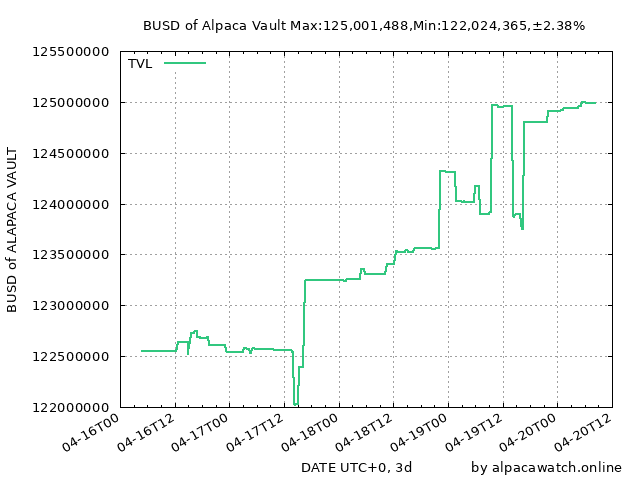 BUSD of Alpaca Vault Max:125,001,488,Min:122,024,365,±2.38%
TVL
125500000
125000000
124500000
124000000
123500000
123000000
122500000
122000000
BUSD of ALAPACA VAULT
04-16T00
04-16T12
04-17T00
04-17T12
04-18T00
04-18T12
04-19T00
04-19T12
04-20T00
04-20T12
DATE UTC+0, 3d
by alpacawatch.online